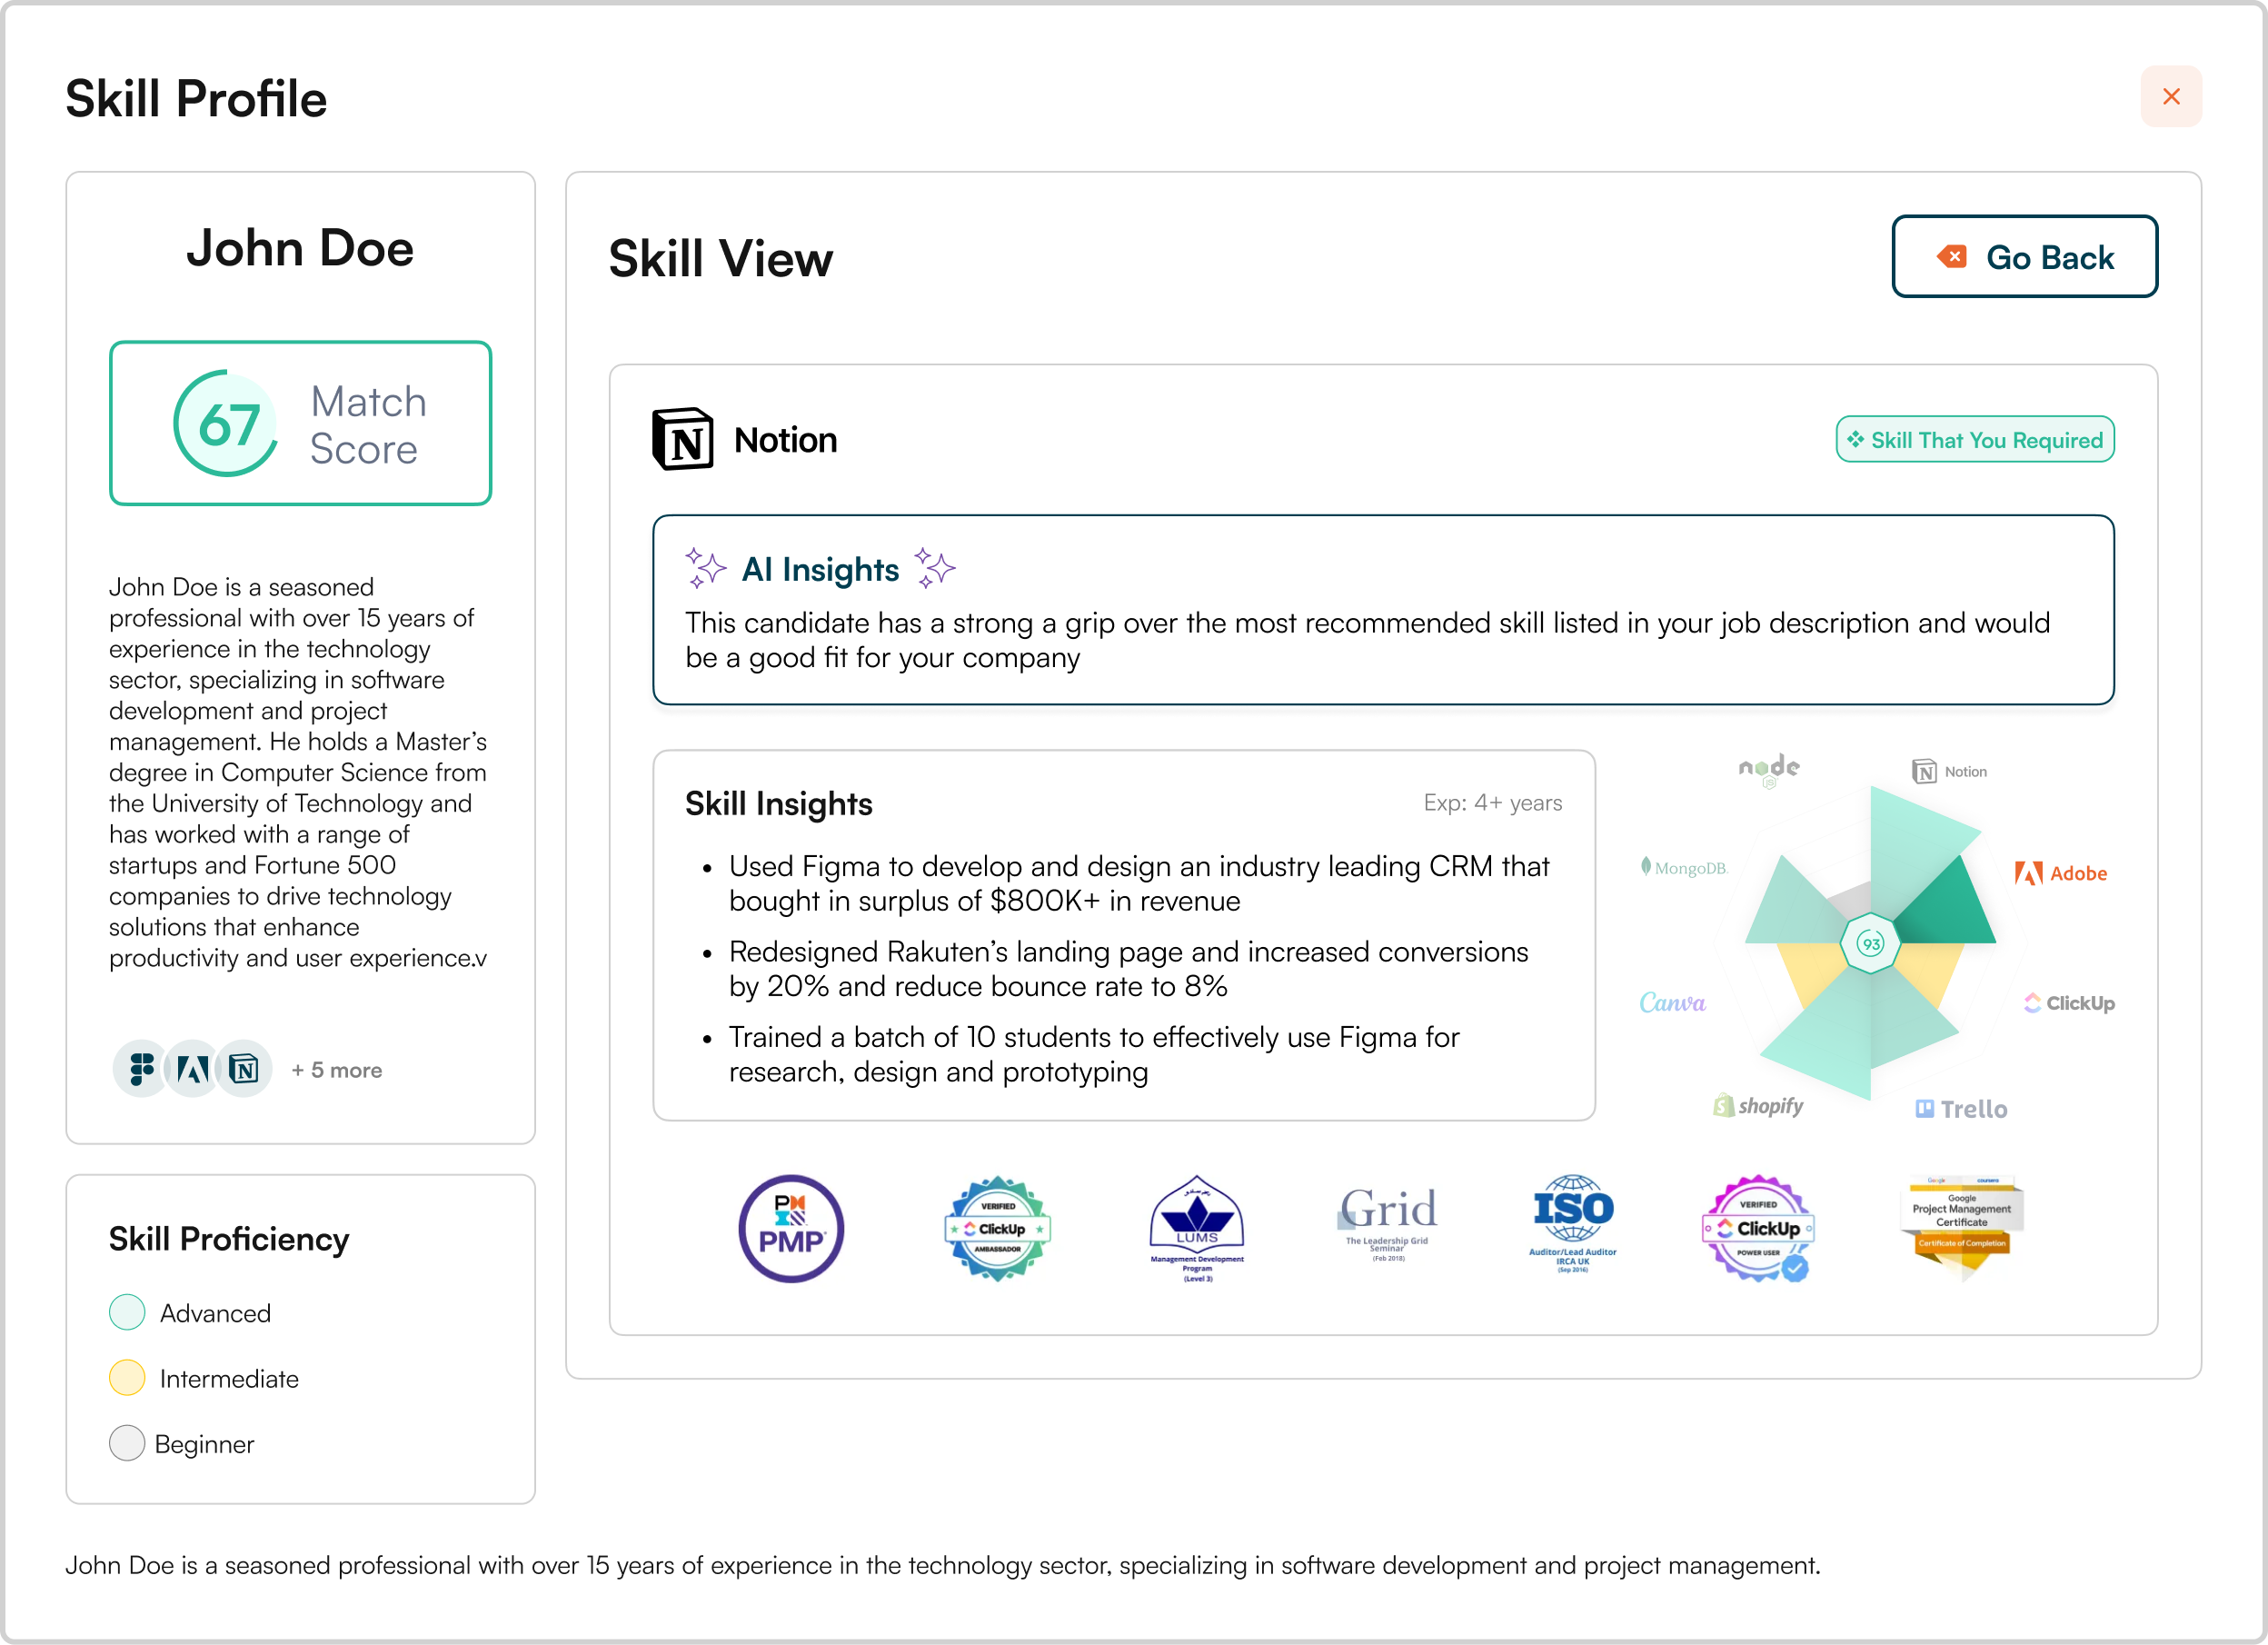 Skill Profile
John Doe
67
Match
Score
John Doe is a seasoned
professional with over 15 years of
experience in the technology
sector, specializing in software
development and project
management. He holds a Master’s
degree in Computer Science from
the University of Technology and
has worked with a range of
startups and Fortune 500
companies to drive technology
solutions that enhance
productivity and user experience.v
N
+ 5 more
Skill Proficiency
Advanced
Intermediate
Beginner
Skill View
Go Back
N
Notion
Skill That You Required
AI Insights
This candidate has a strong a grip over the most recommended skill listed in your job description and would
be a good fit for your company
Skill Insights
Exp: 4+ years
• Used Figma to develop and design an industry leading CRM that
bought in surplus of $800K+ in revenue
• Redesigned Rakuten’s landing page and increased conversions
by 20% and reduce bounce rate to 8%
• Trained a batch of 10 students to effectively use Figma for
research, design and prototyping
node
JS
N Notion
MongoDB.
Adobe
93
Canva
ClickUp
shopify
Trello
PMP
VERIFIED
ClickUp
AMBASSADOR
LUMS
Management Development
Program
(Level 3)
Grid
The Leadership Grid
Seminar
(Feb 2018)
ISO
Auditor/Lead Auditor
IRCA UK
(Sep 2016)
VERIFIED
ClickUp
POWER USER
Google coursera
Google
Project Management
Certificate
Certificate of Completion
John Doe is a seasoned professional with over 15 years of experience in the technology sector, specializing in software development and project management.